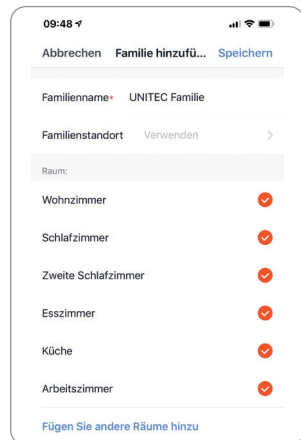 09:48
Abbrechen Familie hinzufü... Speichern
Familienname* UNITEC Familie
Familienstandort Verwenden
Raum:
Wohnzimmer
Schlafzimmer
Zweite Schlafzimmer
Esszimmer
Küche
Arbeitszimmer
Fügen Sie andere Räume hinzu